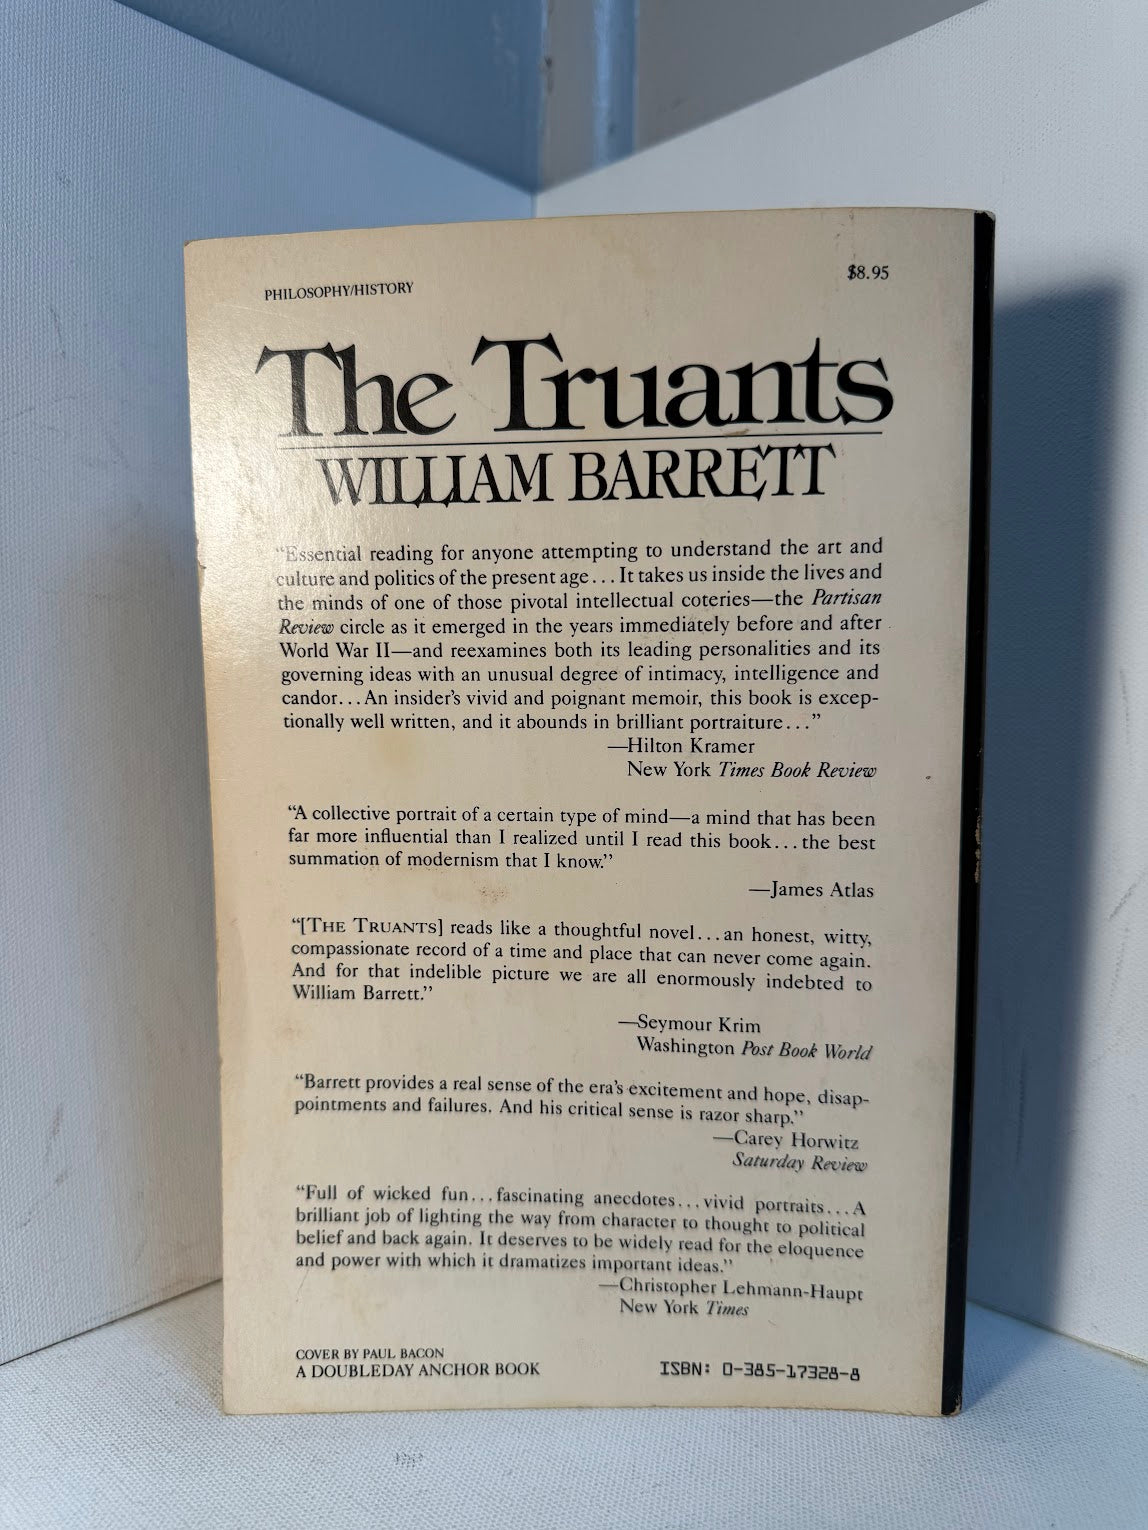 PHILOSOPHY/HISTORY
$8.95
The Truants
WILLIAM BARRETT
“Essential reading for anyone attempting to understand the art and
culture and politics of the present age...It takes us inside the lives and
the minds of one of those pivotal intellectual coteries—the Partisan
Review circle as it emerged in the years immediately before and after
World War II—and reexamines both its leading personalities and its
governing ideas with an unusual degree of intimacy, intelligence and
candor...An insider’s vivid and poignant memoir, this book is excep-
tionally well written, and it abounds in brilliant portraiture...”
—Hilton Kramer
New York Times Book Review
“A collective portrait of a certain type of mind—a mind that has been
far more influential than I realized until I read this book...the best
summation of modernism that I know.”
—James Atlas
“[THE TRUANTS] reads like a thoughtful novel...an honest, witty,
compassionate record of a time and place that can never come again.
And for that indelible picture we are all enormously indebted to
William Barrett.”
—Seymour Krim
Washington Post Book World
“Barrett provides a real sense of the era’s excitement and hope, disap-
pointments and failures. And his critical sense is razor sharp.”
—Carey Horwitz
Saturday Review
“Full of wicked fun...fascinating anecdotes...vivid portraits...A
brilliant job of lighting the way from character to thought to political
belief and back again. It deserves to be widely read for the eloquence
and power with which it dramatizes important ideas.”
—Christopher Lehmann-Haupt
New York Times
COVER BY PAUL BACON
A DOUBLEDAY ANCHOR BOOK
ISBN: 0-385-17328-8